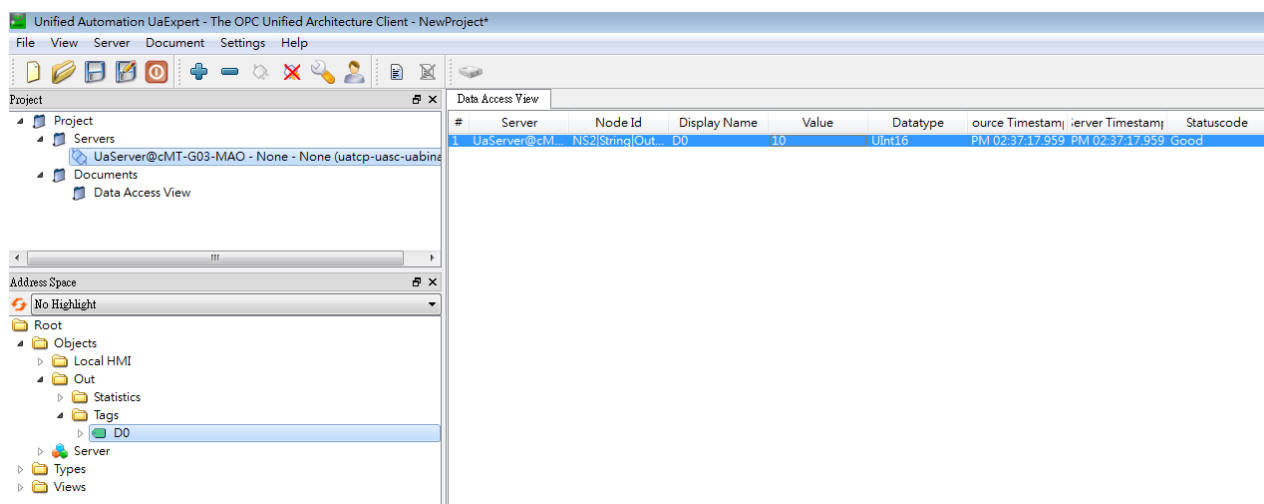 Unified Automation UaExpert - The OPC Unified Architecture Client - NewProject*
File View Server Document Settings Help
Project
Project
Servers
UaServer@cMT-G03-MAO - None - None (uatcp-uasc-uabina
Documents
Data Access View
Address Space
No Highlight
Root
Objects
Local HMI
Out
Statistics
Tags
D0
Server
Types
Views
Data Access View
# Server Node Id Display Name Value Datatype ource Timestam erver Timestam Statuscode
1 UaServer@cM... NS2|String|Out... D0 10 UInt16 PM 02:37:17.959 PM 02:37:17.959 Good